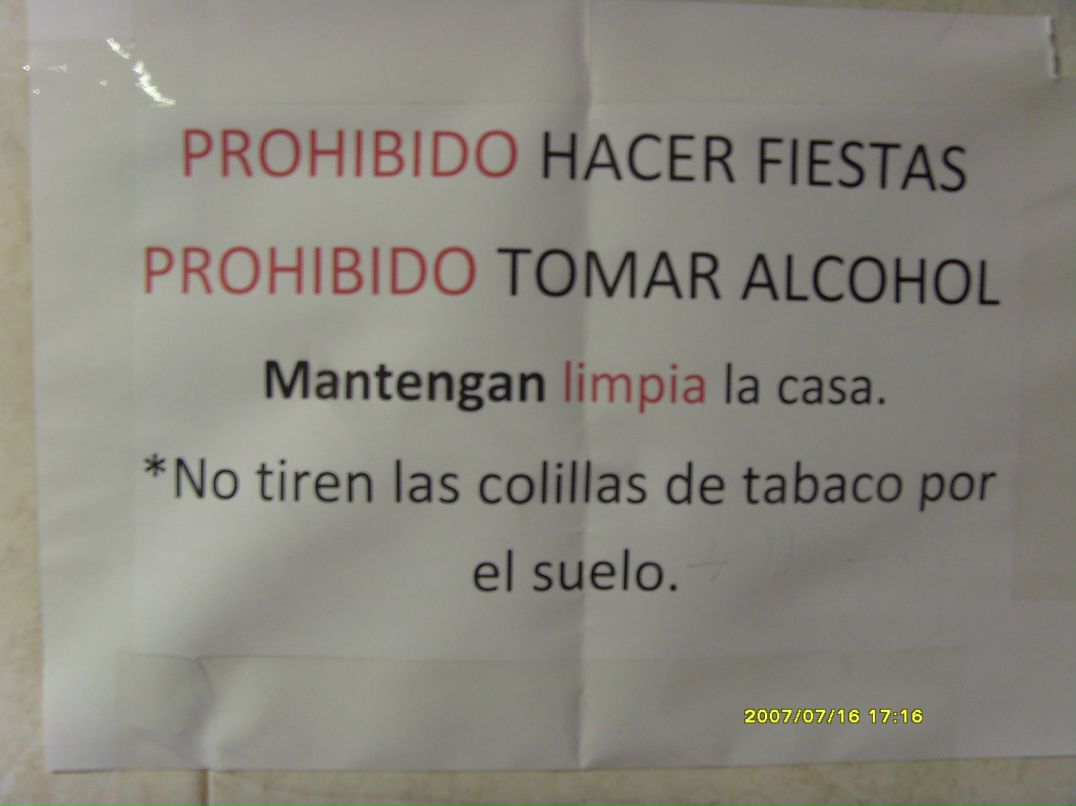 PROHIBIDO HACER FIESTAS
PROHIBIDO TOMAR ALCOHOL
Mantengan limpia la casa.
*No tiren las colillas de tabaco por
el suelo.
2007/07/16 17:16